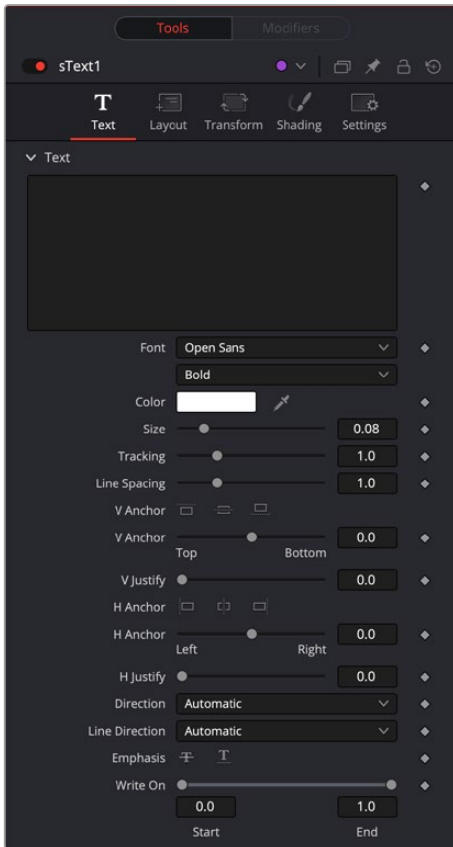 Tools Modifiers
sText1
T
Text Layout Transform Shading Settings
Text
Font Open Sans
Bold
Color
Size 0.08
Tracking 1.0
Line Spacing 1.0
V Anchor
V Anchor 0.0
Top Bottom
V Justify 0.0
H Anchor
H Anchor 0.0
Left Right
H Justify 0.0
Direction Automatic
Line Direction Automatic
Emphasis T T
Write On
0.0 1.0
Start End